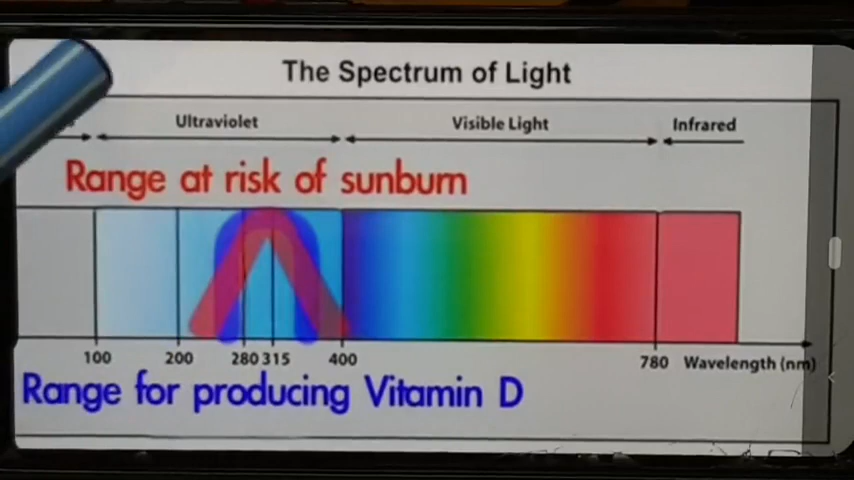 The Spectrum of Light
Ultraviolet Visible Light Infrared
Range at risk of sunburn
100 200 280 315 400 780 Wavelength (nm)
Range for producing Vitamin D